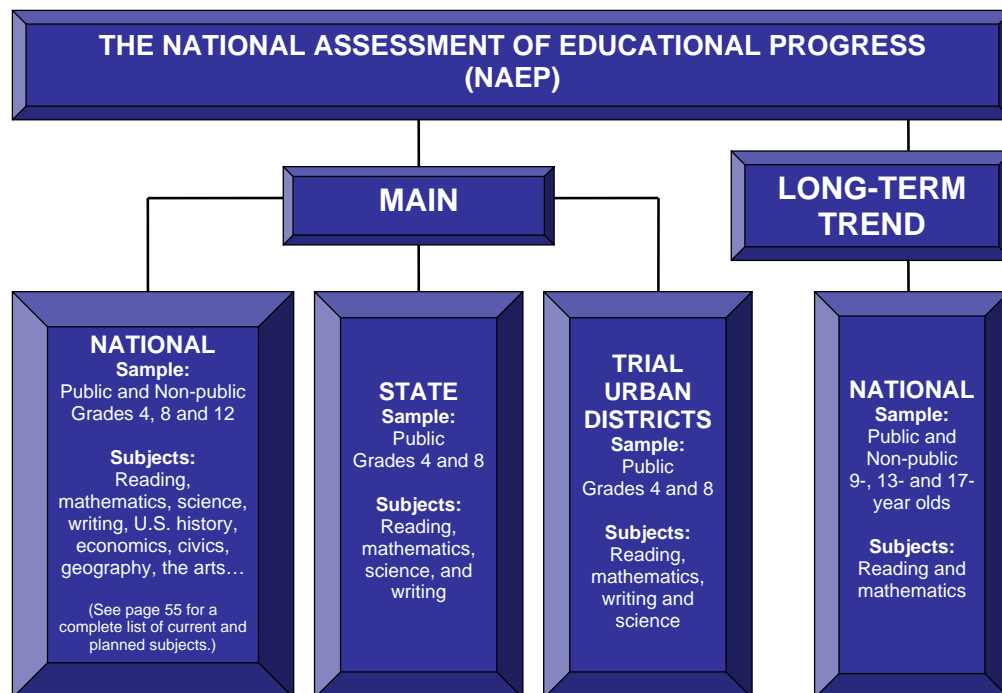 THE NATIONAL ASSESSMENT OF EDUCATIONAL PROGRESS
(NAEP)
MAIN
LONG-TERM
TREND
NATIONAL
Sample:
Public and Non-public
Grades 4, 8 and 12
Subjects:
Reading,
mathematics, science,
writing, U.S. history,
economics, civics,
geography, the arts…
(See page 55 for a
complete list of current and
planned subjects.)
STATE
Sample:
Public
Grades 4 and 8
Subjects:
Reading,
mathematics,
science, and
writing
TRIAL
URBAN
DISTRICTS
Sample:
Public
Grades 4 and 8
Subjects:
Reading,
mathematics,
writing and
science
NATIONAL
Sample:
Public and
Non-public
9-, 13- and 17-
year olds
Subjects:
Reading and
mathematics